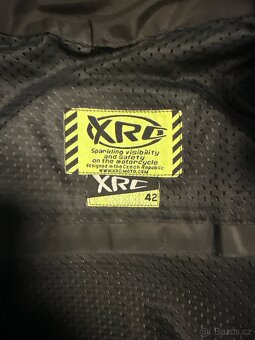 XRC
Sparkling visibility
and safety
on the motorcycle
designed in the Czech Republic
WWW.XRC-MOTO.COM
XRC
42
Bazoš.cz